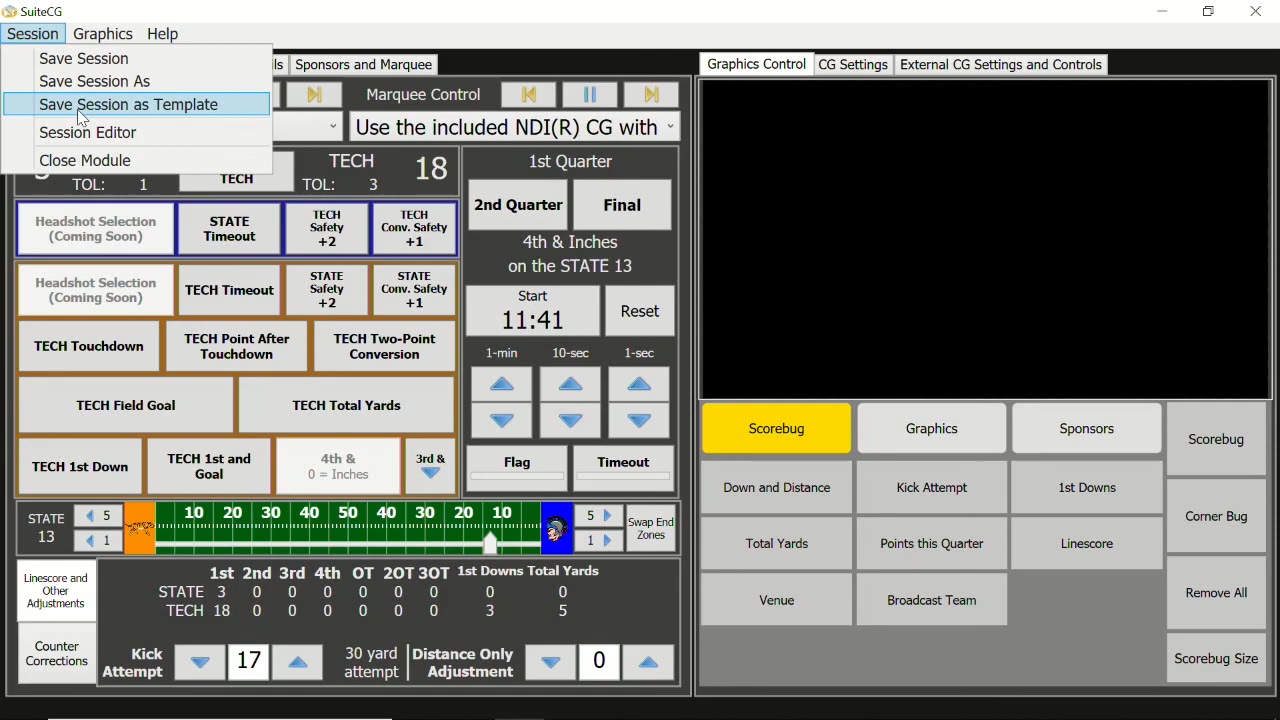 SuiteCG
Session Graphics Help
Save Session
Save Session As
Save Session as Template
Session Editor
Close Module
ls Sponsors and Marquee
Marquee Control
Use the included NDI(R) CG with
TOL: 1
TECH
TECH
TOL: 3
18
Headshot Selection
(Coming Soon)
STATE
Timeout
TECH
Safety
+2
TECH
Conv. Safety
+1
Headshot Selection
(Coming Soon)
TECH Timeout
STATE
Safety
+2
STATE
Conv. Safety
+1
TECH Touchdown
TECH Point After
Touchdown
TECH Two-Point
Conversion
TECH Field Goal
TECH Total Yards
TECH 1st Down
TECH 1st and
Goal
4th &
0 = Inches
3rd &
1st Quarter
2nd Quarter
Final
4th & Inches
on the STATE 13
Start
11:41
Reset
1-min 10-sec 1-sec
Flag
Timeout
STATE
13
5
1
10 20 30 40 50 40 30 20 10
5
1
Swap End
Zones
Linescore and
Other
Adjustments
Counter
Corrections
1st 2nd 3rd 4th OT 2OT 3OT 1st Downs Total Yards
STATE 3 0 0 0 0 0 0 0 0
TECH 18 0 0 0 0 0 0 3 5
Kick
Attempt
17
30 yard
attempt
Distance Only
Adjustment
0
Graphics Control CG Settings External CG Settings and Controls
Scorebug Graphics Sponsors
Down and Distance Kick Attempt 1st Downs
Total Yards Points this Quarter Linescore
Venue Broadcast Team
Scorebug
Corner Bug
Remove All
Scorebug Size